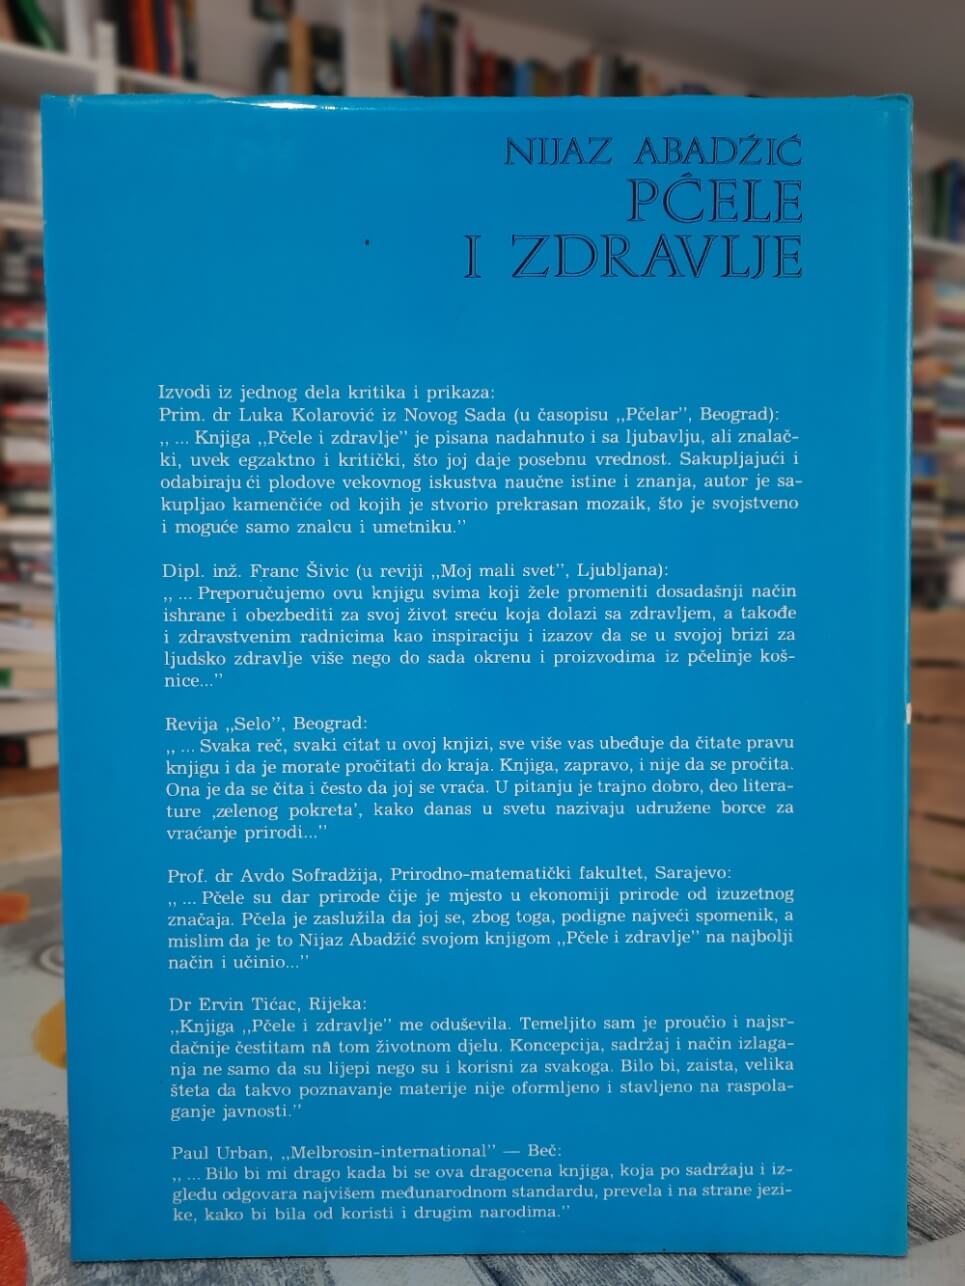 NIJAZ ABADŽIĆ
PČELE
I ZDRAVLJE
Izvodi iz jednog dela kritika i prikaza:
Prim. dr Luka Kolarović iz Novog Sada (u časopisu ,,Pčelar”, Beograd):
,, ... Knjiga ,,Pčele i zdravlje” je pisana nadahnuto i sa ljubavlju, ali znalač-
ki, uvek egzaktno i kritički, što joj daje posebnu vrednost. Sakupljajući i
odabiraju ći plodove vekovnog iskustva naučne istine i znanja, autor je sa-
kupljao kamenčiće od kojih je stvorio prekrasan mozaik, što je svojstveno
i moguće samo znalcu i umetniku.”
Dipl. inž. Franc Šivic (u reviji ,,Moj mali svet”, Ljubljana):
,, ... Preporučujemo ovu knjigu svima koji žele promeniti dosadašnji način
ishrane i obezbediti za svoj život sreću koja dolazi sa zdravljem, a takođe
i zdravstvenim radnicima kao inspiraciju i izazov da se u svojoj brizi za
ljudsko zdravlje više nego do sada okrenu i proizvodima iz pčelinje koš-
nice...”
Revija ,,Selo”, Beograd:
,, ... Svaka reč, svaki citat u ovoj knjizi, sve više vas ubeđuje da čitate pravu
knjigu i da je morate pročitati do kraja. Knjiga, zapravo, i nije da se pročita.
Ona je da se čita i često da joj se vraća. U pitanju je trajno dobro, deo litera-
ture ,zelenog pokreta’, kako danas u svetu nazivaju udružene borce za
vraćanje prirodi...”
Prof. dr Avdo Sofradžija, Prirodno-matematički fakultet, Sarajevo:
,, ... Pčele su dar prirode čije je mjesto u ekonomiji prirode od izuzetnog
značaja. Pčela je zaslužila da joj se, zbog toga, podigne najveći spomenik, a
mislim da je to Nijaz Abadžić svojom knjigom ,,Pčele i zdravlje” na najbolji
način i učinio...”
Dr Ervin Tićac, Rijeka:
,,Knjiga ,,Pčele i zdravlje” me oduševila. Temeljito sam je proučio i najsr-
dačnije čestitam na tom životnom djelu. Koncepcija, sadržaj i način izlaga-
nja ne samo da su lijepi nego su i korisni za svakoga. Bilo bi, zaista, velika
šteta da takvo poznavanje materije nije oformljeno i stavljeno na raspola-
ganje javnosti.”
Paul Urban, ,,Melbrosin-international” — Beč:
,, ... Bilo bi mi drago kada bi se ova dragocena knjiga, koja po sadržaju i iz-
gledu odgovara najvišem međunarodnom standardu, prevela i na strane jezi-
ke, kako bi bila od koristi i drugim narodima.”